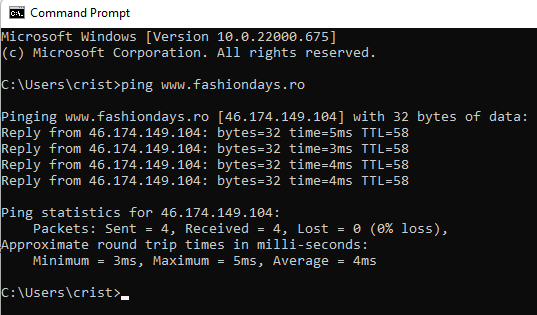 Command Prompt
Microsoft Windows [Version 10.0.22000.675]
(c) Microsoft Corporation. All rights reserved.
C:\Users\crist>ping www.fashiondays.ro
Pinging www.fashiondays.ro [46.174.149.104] with 32 bytes of data:
Reply from 46.174.149.104: bytes=32 time=5ms TTL=58
Reply from 46.174.149.104: bytes=32 time=3ms TTL=58
Reply from 46.174.149.104: bytes=32 time=4ms TTL=58
Reply from 46.174.149.104: bytes=32 time=4ms TTL=58
Ping statistics for 46.174.149.104:
    Packets: Sent = 4, Received = 4, Lost = 0 (0% loss),
Approximate round trip times in milli-seconds:
    Minimum = 3ms, Maximum = 5ms, Average = 4ms
C:\Users\crist>